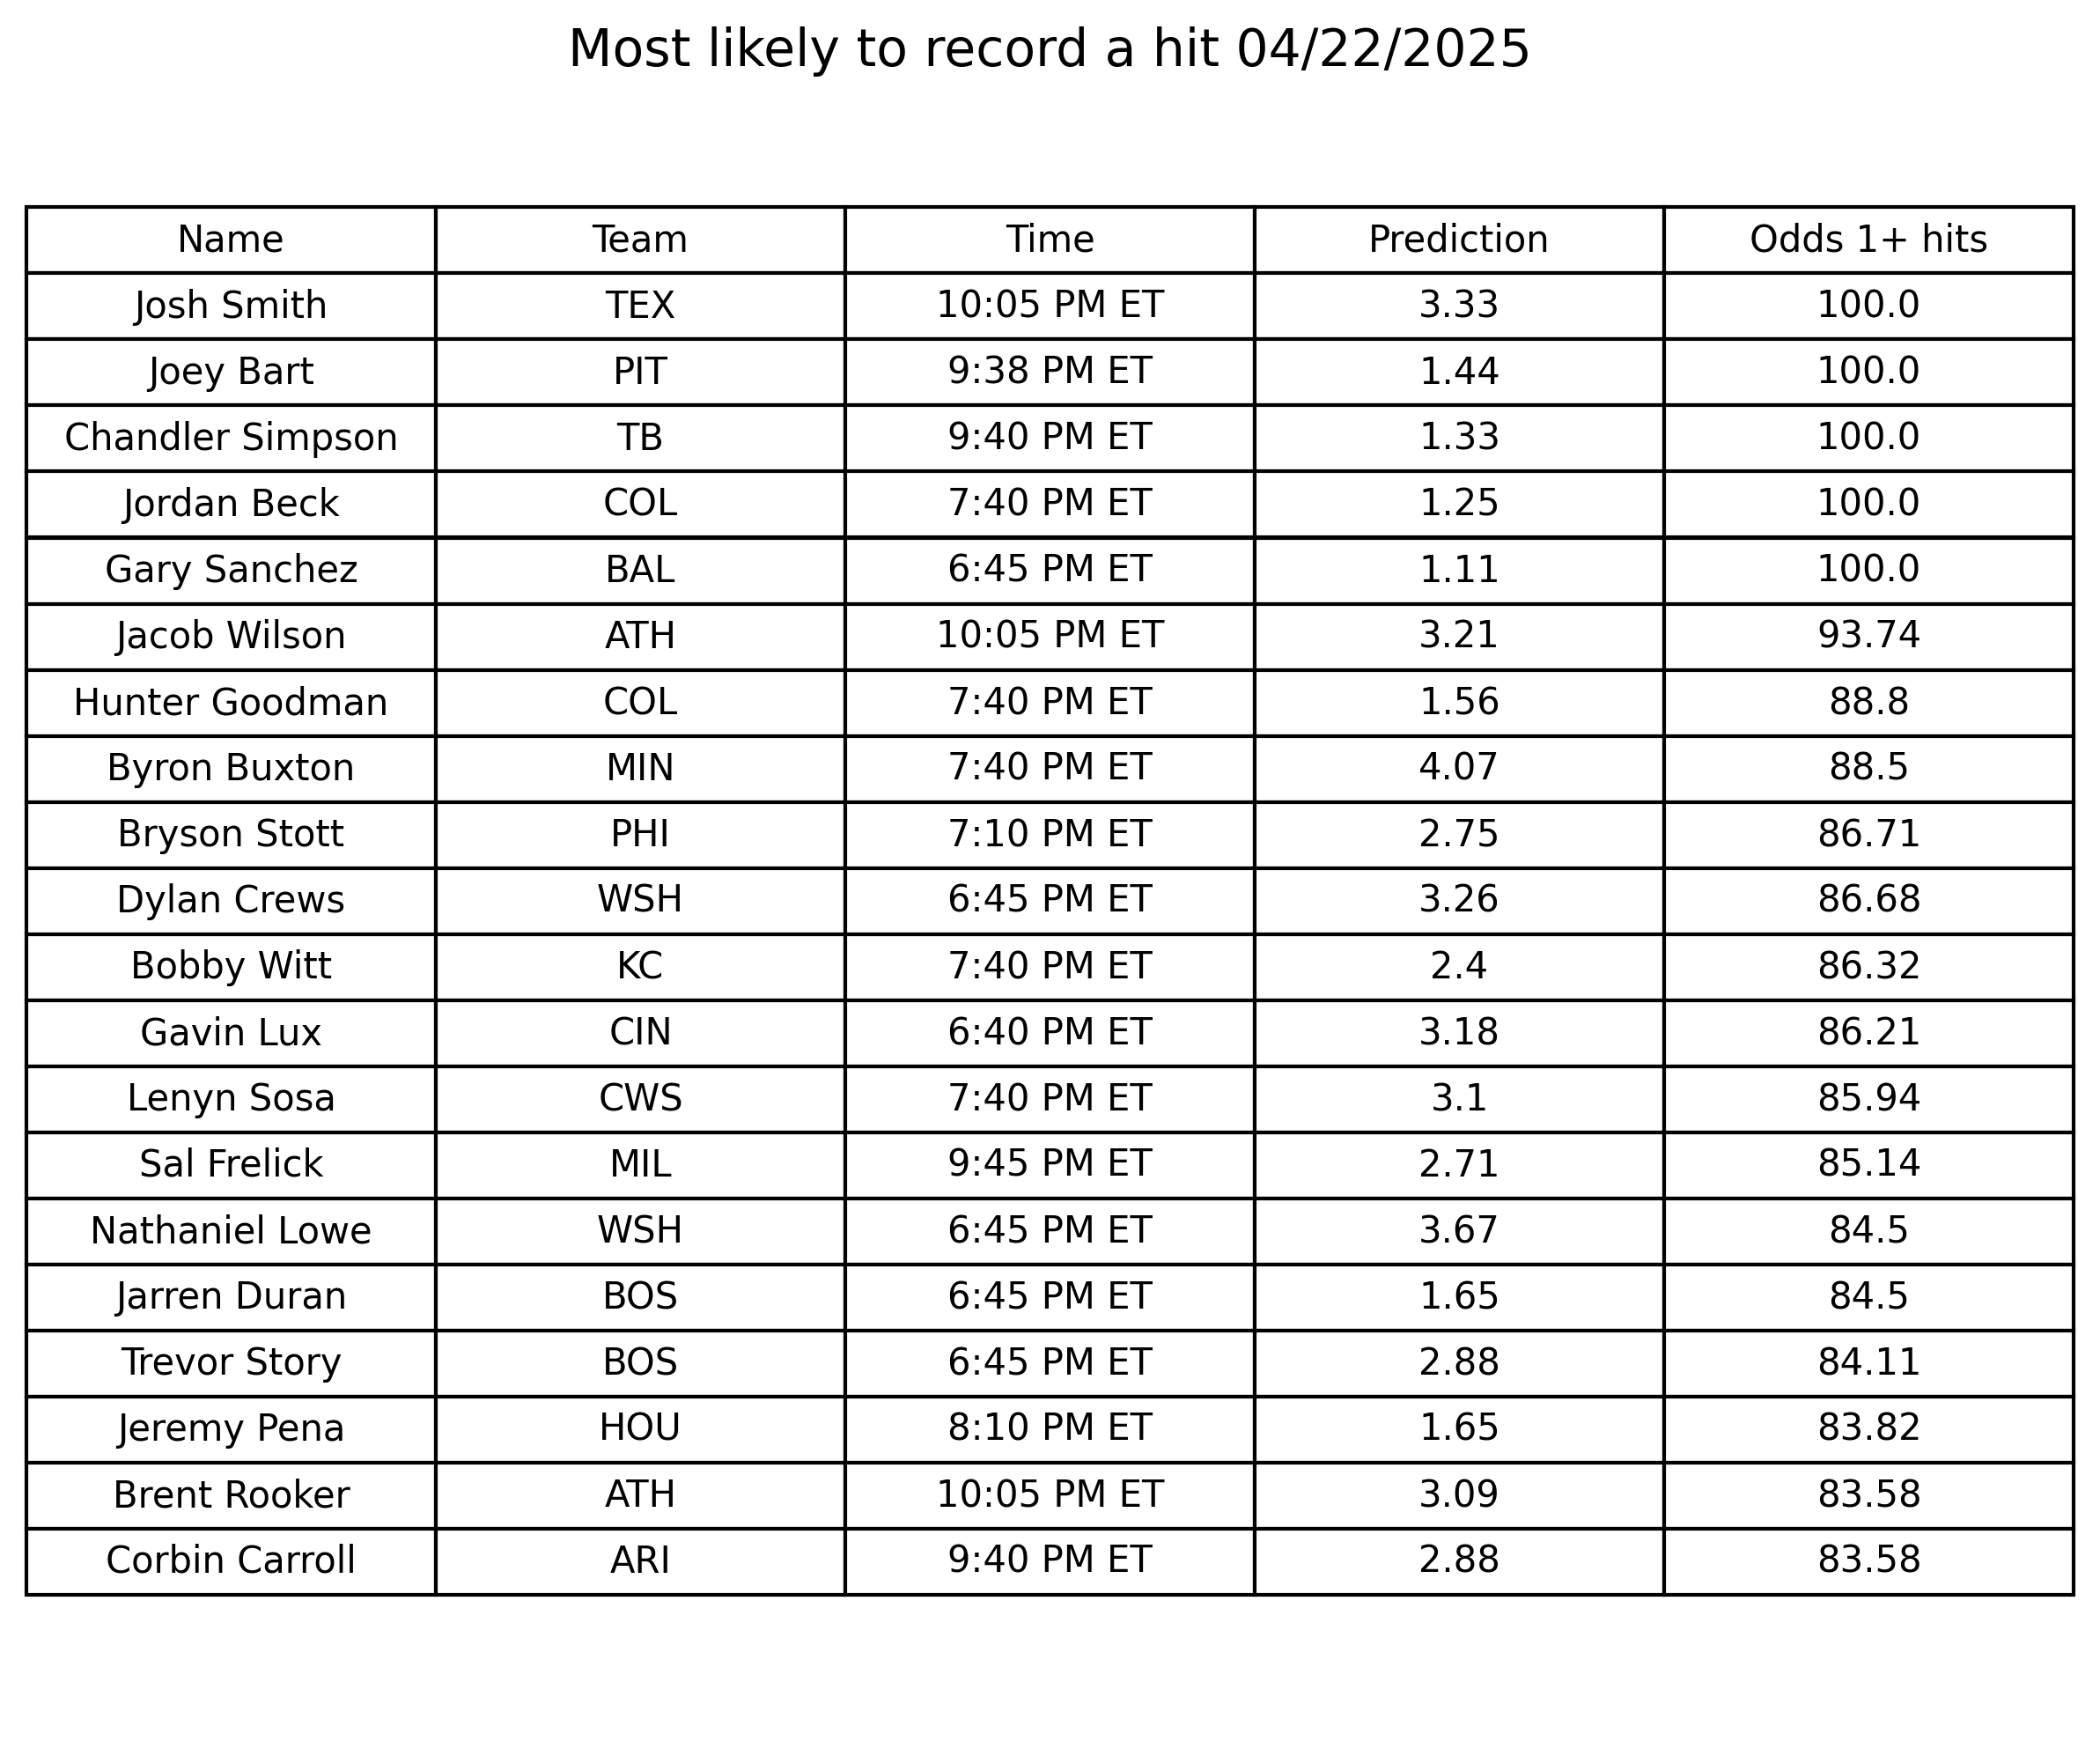 Most likely to record a hit 04/22/2025
Name Team Time Prediction Odds 1+ hits
Josh Smith TEX 10:05 PM ET 3.33 100.0
Joey Bart PIT 9:38 PM ET 1.44 100.0
Chandler Simpson TB 9:40 PM ET 1.33 100.0
Jordan Beck COL 7:40 PM ET 1.25 100.0
Gary Sanchez BAL 6:45 PM ET 1.11 100.0
Jacob Wilson ATH 10:05 PM ET 3.21 93.74
Hunter Goodman COL 7:40 PM ET 1.56 88.8
Byron Buxton MIN 7:40 PM ET 4.07 88.5
Bryson Stott PHI 7:10 PM ET 2.75 86.71
Dylan Crews WSH 6:45 PM ET 3.26 86.68
Bobby Witt KC 7:40 PM ET 2.4 86.32
Gavin Lux CIN 6:40 PM ET 3.18 86.21
Lenyn Sosa CWS 7:40 PM ET 3.1 85.94
Sal Frelick MIL 9:45 PM ET 2.71 85.14
Nathaniel Lowe WSH 6:45 PM ET 3.67 84.5
Jarren Duran BOS 6:45 PM ET 1.65 84.5
Trevor Story BOS 6:45 PM ET 2.88 84.11
Jeremy Pena HOU 8:10 PM ET 1.65 83.82
Brent Rooker ATH 10:05 PM ET 3.09 83.58
Corbin Carroll ARI 9:40 PM ET 2.88 83.58